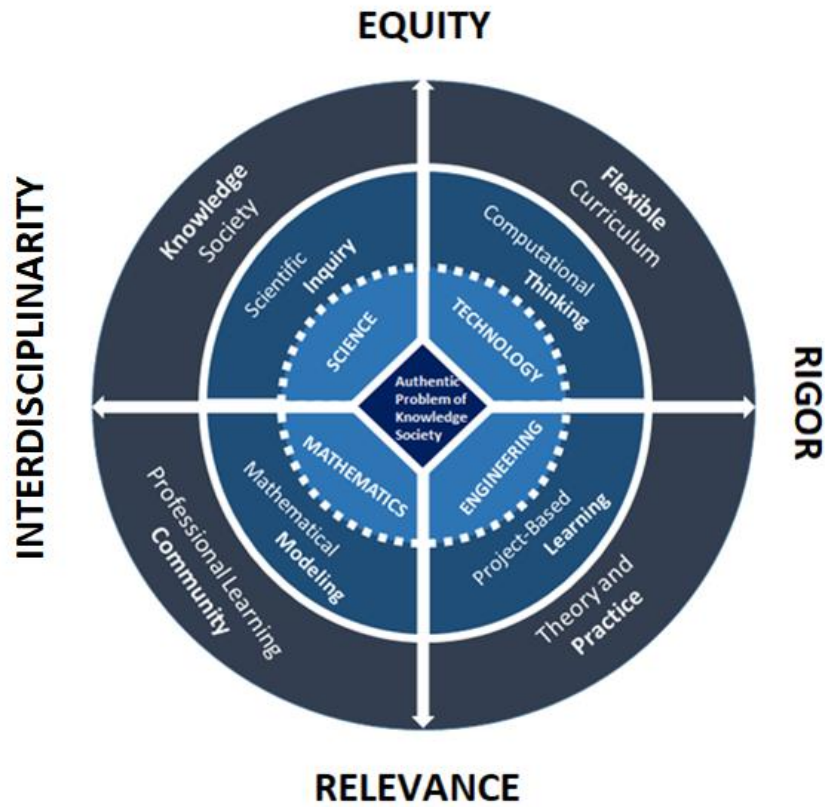 EQUITY
INTERDISCIPLINARITY
Knowledge
Society
Flexible
Curriculum
Scientific
Inquiry
Computational
Thinking
SCIENCE
TECHNOLOGY
Authentic
Problem of
Knowledge
Society
RIGOR
MATHEMATICS
ENGINEERING
Mathematical
Modeling
Project-Based
Learning
Professional Learning
Community
Theory and
Practice
RELEVANCE